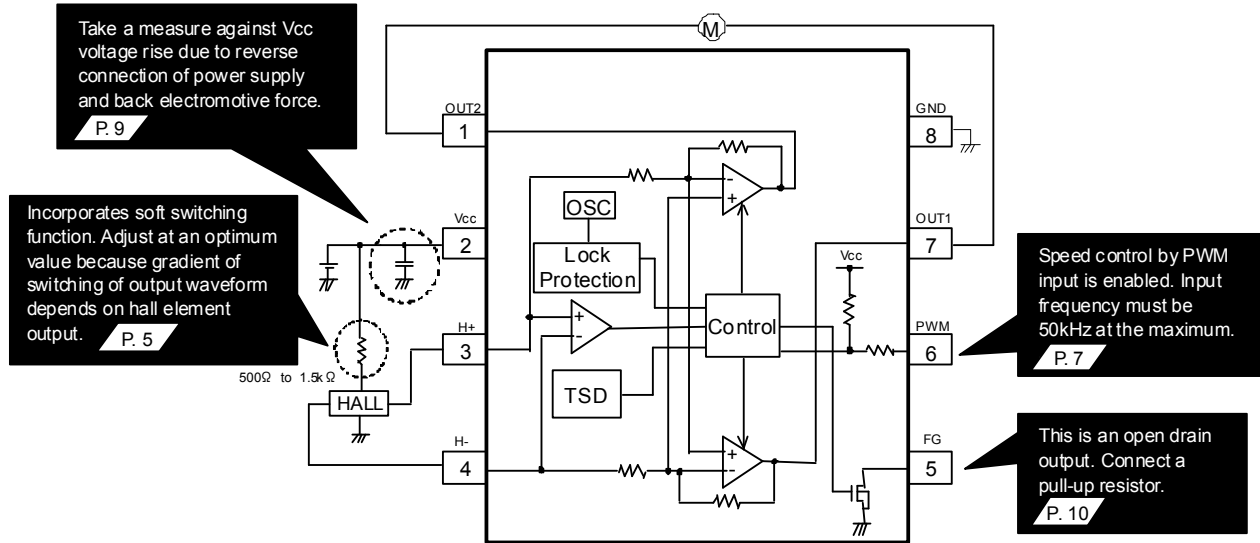 Take a measure against Vcc
voltage rise due to reverse
connection of power supply
and back electromotive force.
P. 9
Incorporates soft switching
function. Adjust at an optimum
value because gradient of
switching of output waveform
depends on hall element
output.
P. 5
500Ω to 1.5kΩ
HALL
M
OUT2
1
Vcc
2
H+
3
H-
4
OSC
Lock
Protection
TSD
Control
Vcc
-
+
+
-
+
-
GND
8
OUT1
7
PWM
6
FG
5
Speed control by PWM
input is enabled. Input
frequency must be
50kHz at the maximum.
P. 7
This is an open drain
output. Connect a
pull-up resistor.
P. 10